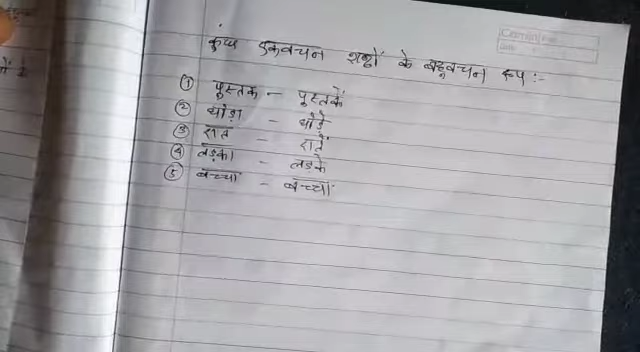 कुछ एकवचन शब्दों के बहुवचन रूप :-
① पुस्तक - पुस्तकें
② घोड़ा - घोड़े
③ रात - रातें
④ लड़का - लड़के
⑤ बच्चा - बच्चा